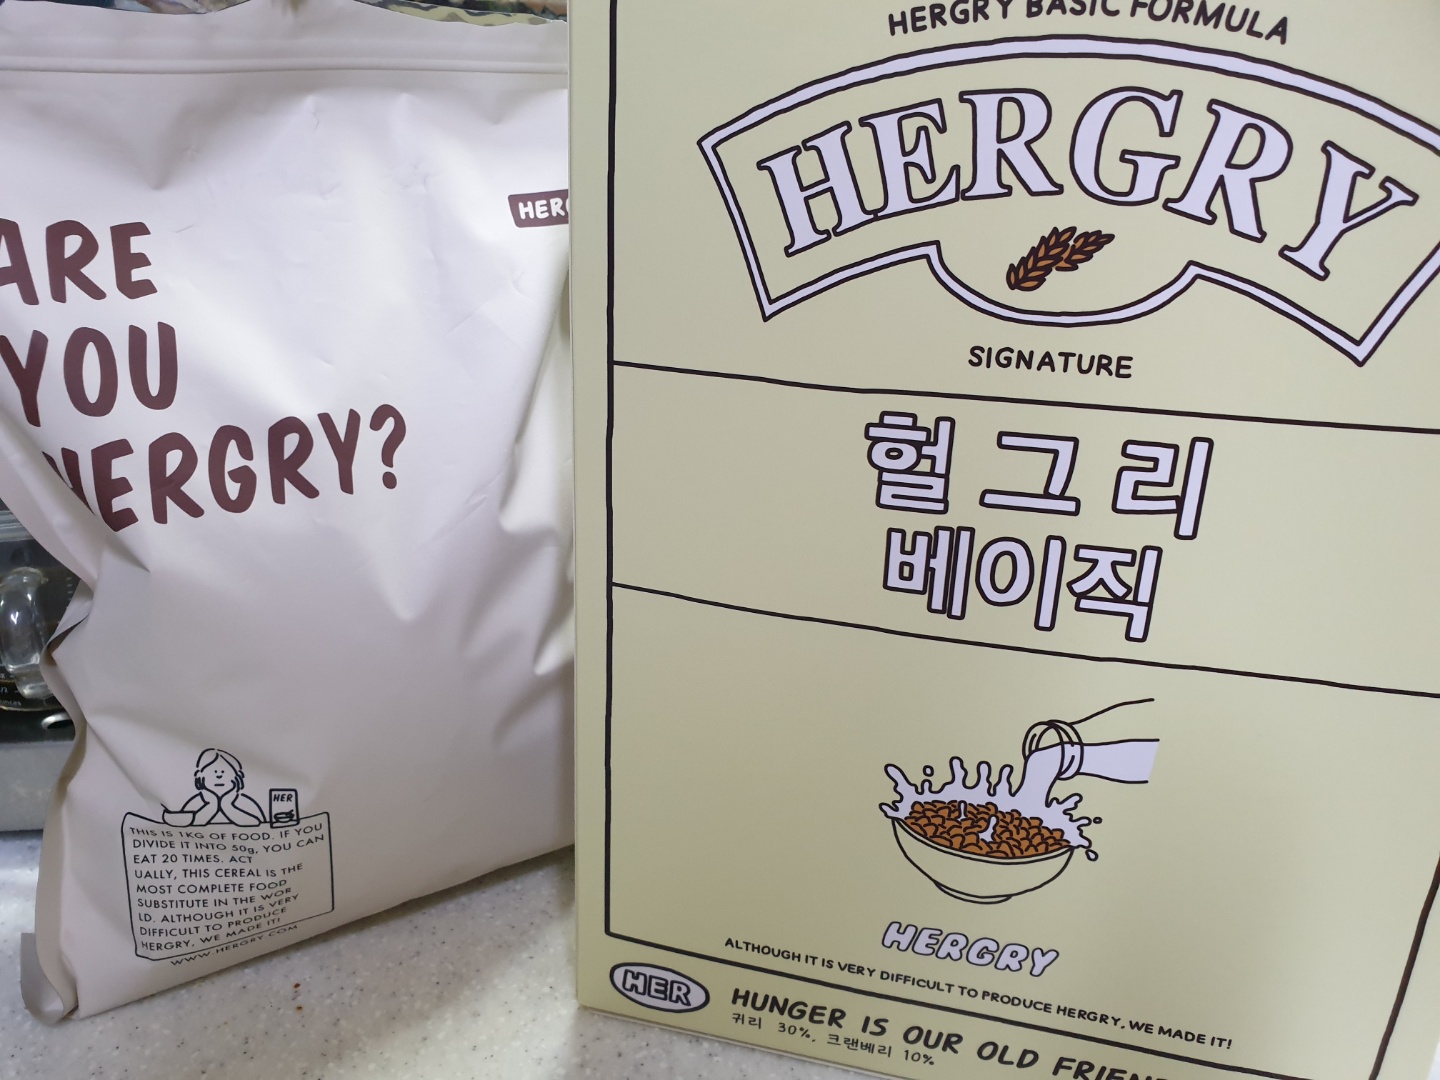 ARE
YOU
HERGRY?
THIS IS 1KG OF FOOD. IF YOU
DIVIDE IT INTO 50g, YOU CAN
EAT 20 TIMES. ACT
UALLY, THIS CEREAL IS THE
MOST COMPLETE FOOD
SUBSTITUTE IN THE WOR
LD. ALTHOUGH IT IS VERY
DIFFICULT TO PRODUCE
HERGRY, WE MADE IT!
WWW.HERGRY.COM
HER
HERGRY BASIC FORMULA
HERGRY
SIGNATURE
헐그리
베이직
HERGRY
ALTHOUGH IT IS VERY DIFFICULT TO PRODUCE HERGRY, WE MADE IT!
HER
HUNGER IS OUR OLD
귀리 30%, 크랜베리 10%